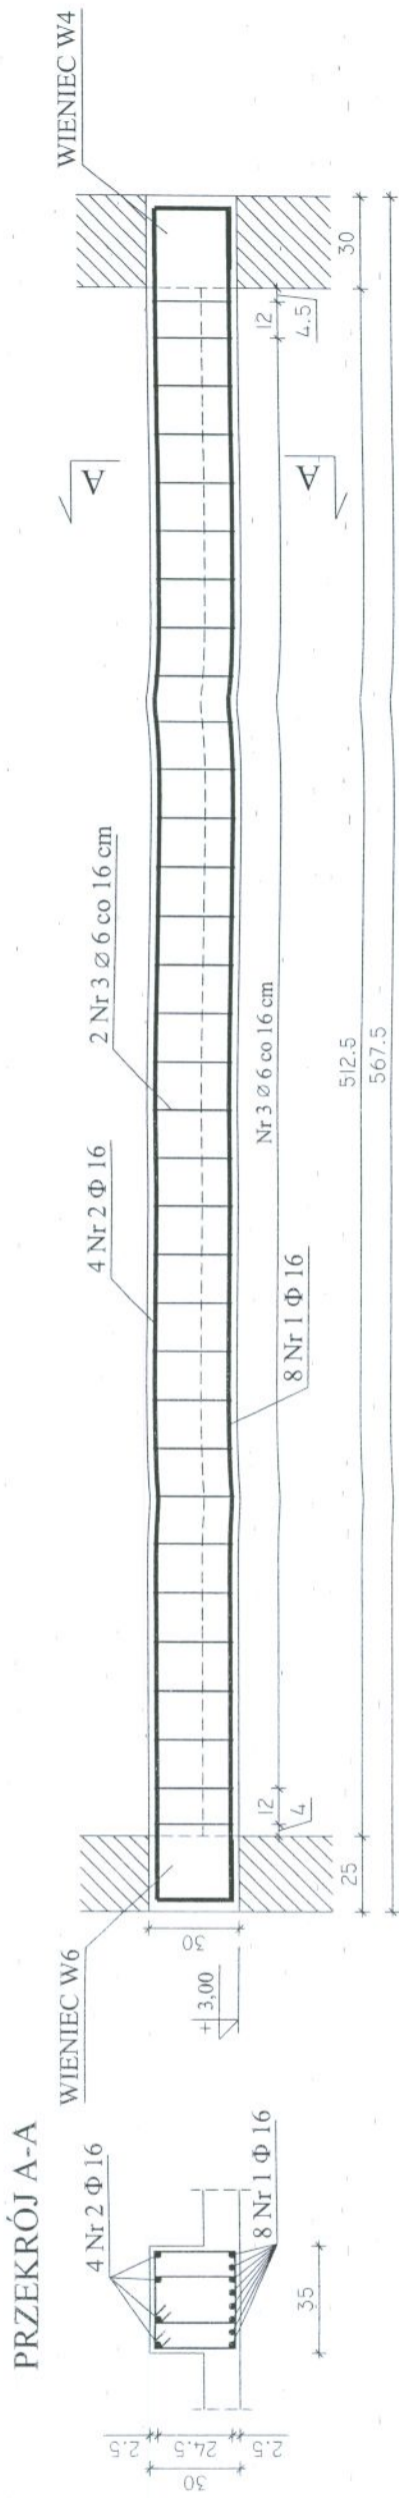 PRZEKRÓJ A-A
4 Nr 2 Φ 16
8 Nr 1 Φ 16
35
2.5
24.5
2.5
30
WIENIEC W6
30
+ 3,00
4 Nr 2 Φ 16
2 Nr 3 ∅ 6 co 16 cm
WIENIEC W4
A
A
8 Nr 1 Φ 16
12
4
Nr 3 ∅ 6 co 16 cm
12
4.5
25
512.5
30
567.5